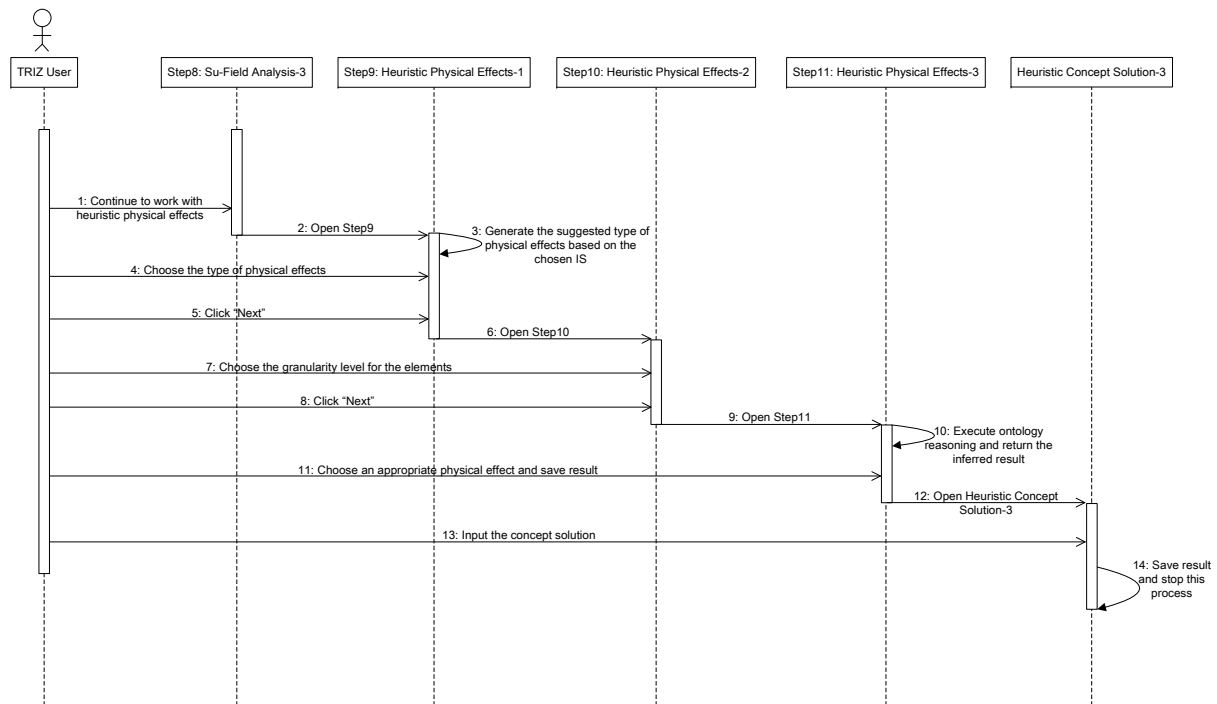 TRIZ User
Step8: Su-Field Analysis-3
Step9: Heuristic Physical Effects-1
Step10: Heuristic Physical Effects-2
Step11: Heuristic Physical Effects-3
Heuristic Concept Solution-3
1: Continue to work with
heuristic physical effects
2: Open Step9
3: Generate the suggested type of
physical effects based on the
chosen IS
4: Choose the type of physical effects
5: Click “Next”
6: Open Step10
7: Choose the granularity level for the elements
8: Click “Next”
9: Open Step11
10: Execute ontology
reasoning and return the
inferred result
11: Choose an appropriate physical effect and save result
12: Open Heuristic Concept
Solution-3
13: Input the concept solution
14: Save result
and stop this
process